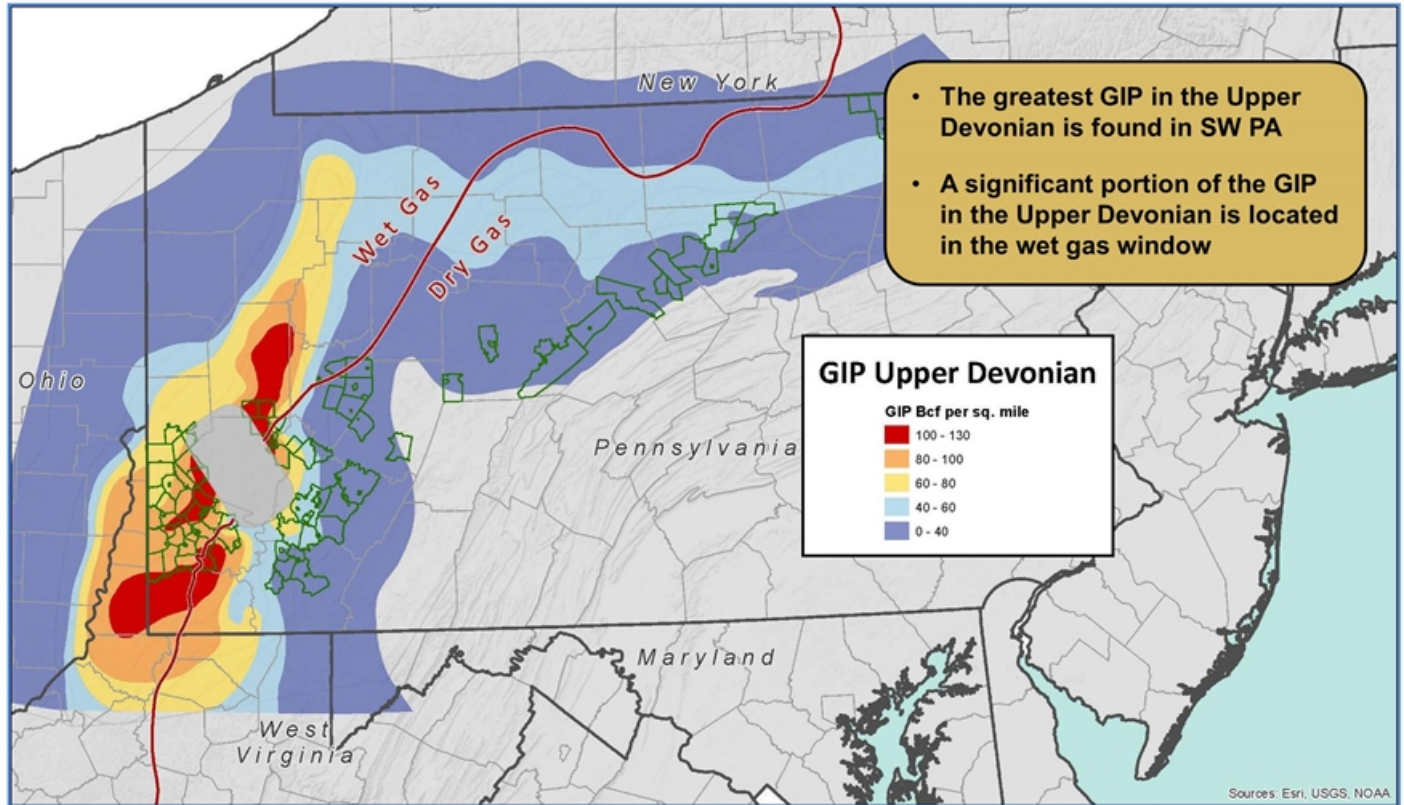 New York
• The greatest GIP in the Upper
Devonian is found in SW PA
• A significant portion of the GIP
in the Upper Devonian is located
in the wet gas window
Wet Gas
Dry Gas
Ohio
GIP Upper Devonian
GIP Bcf per sq. mile
100 - 130
80 - 100
60 - 80
40 - 60
0 - 40
Pennsylvania
Maryland
West
Virginia
Sources: Esri, USGS, NOAA